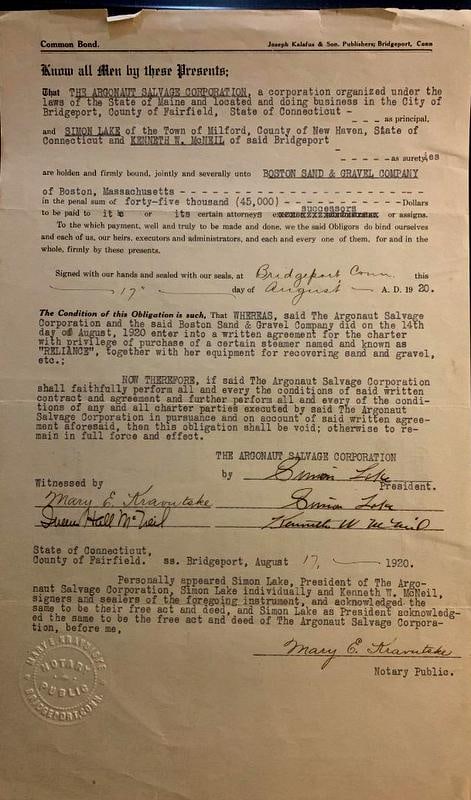 Common Bond. Joseph Kalafus & Son. Publishers; Bridgeport, Conn
Know all Men by these Presents;
That THE ARGONAUT SALVAGE CORPORATION, a corporation organized under the
laws of the State of Maine and located and doing business in the City of
Bridgeport, County of Fairfield, State of Connecticut -
- - - as principal,
and SIMON LAKE of the Town of Milford, County of New Haven, State of
Connecticut and KENNETH W. McNEIL of said Bridgeport
-
- - - - - as sureties
are holden and firmly bound, jointly and severally unto BOSTON SAND & GRAVEL COMPANY
of Boston, Massachusetts - - - - - - - - - - - - - - - - - - - - - -
in the penal sum of forty-five thousand (45,000) - - - - - - - - - - Dollars
successors
to be paid to it or its certain attorneys or assigns.
To the which payment, well and truly to be made and done, we the said Obligors do bind ourselves
and each of us, our heirs, executors and administrators, and each and every one of them, for and in the
whole, firmly by these presents.
Signed with our hands and sealed with our seals, at Bridgeport Conn. this
17" day of August A. D. 1920.
The Condition of this Obligation is such, That WHEREAS, said The Argonaut Salvage
Corporation and the said Boston Sand & Gravel Company did on the 14th
day of August, 1920 enter into a written agreement for the charter
with privilege of purchase of a certain steamer named and known as
"RELIANCE", together with her equipment for recovering sand and gravel,
etc.;
NOW THEREFORE, if said The Argonaut Salvage Corporation
shall faithfully perform all and every the conditions of said written
contract and agreement and further perform all and every of the condi-
tions of any and all charter parties executed by said The Argonaut
Salvage Corporation in pursuance and on account of said written agree-
ment aforesaid, then this obligation shall be void; otherwise to re-
main in full force and effect.
THE ARGONAUT SALVAGE CORPORATION
by Simon Lake
President.
Witnessed by
Mary E. Kravutske Simon Lake
Hall McNeil Kenneth W McNeil
State of Connecticut,
County of Fairfield. ss. Bridgeport, August 17, 1920.
Personally appeared Simon Lake, President of The Argo-
naut Salvage Corporation, Simon Lake individually and Kenneth W. McNeil,
signers and sealers of the foregoing instrument, and acknowledged the
same to be their free act and deed, and Simon Lake as President acknowledg-
ed the same to be the free act and deed of The Argonaut Salvage Corpora-
tion, before me,
Mary E. Kravutske
Notary Public.
MARY E. KRAVUTSKE
NOTARY
PUBLIC
BRIDGEPORT, CONN.